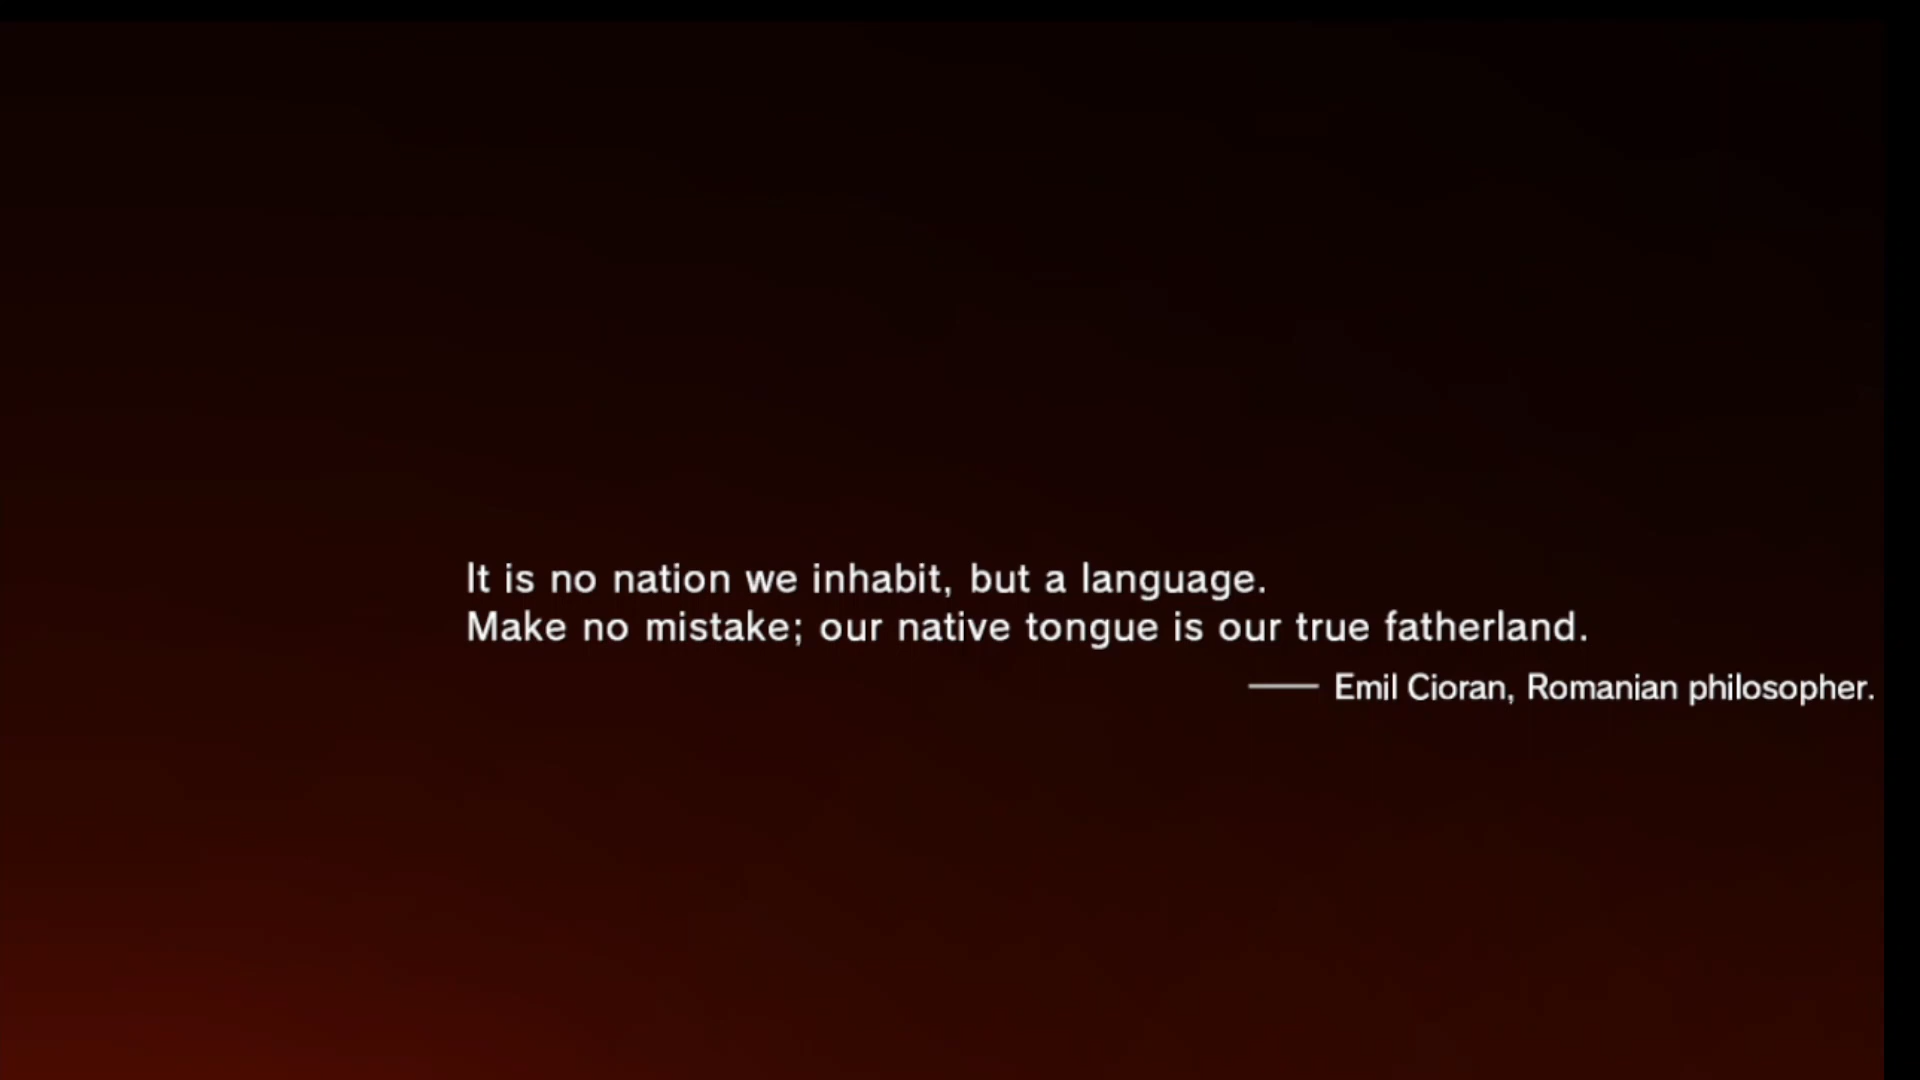 It is no nation we inhabit, but a language.
Make no mistake; our native tongue is our true fatherland.
—— Emil Cioran, Romanian philosopher.